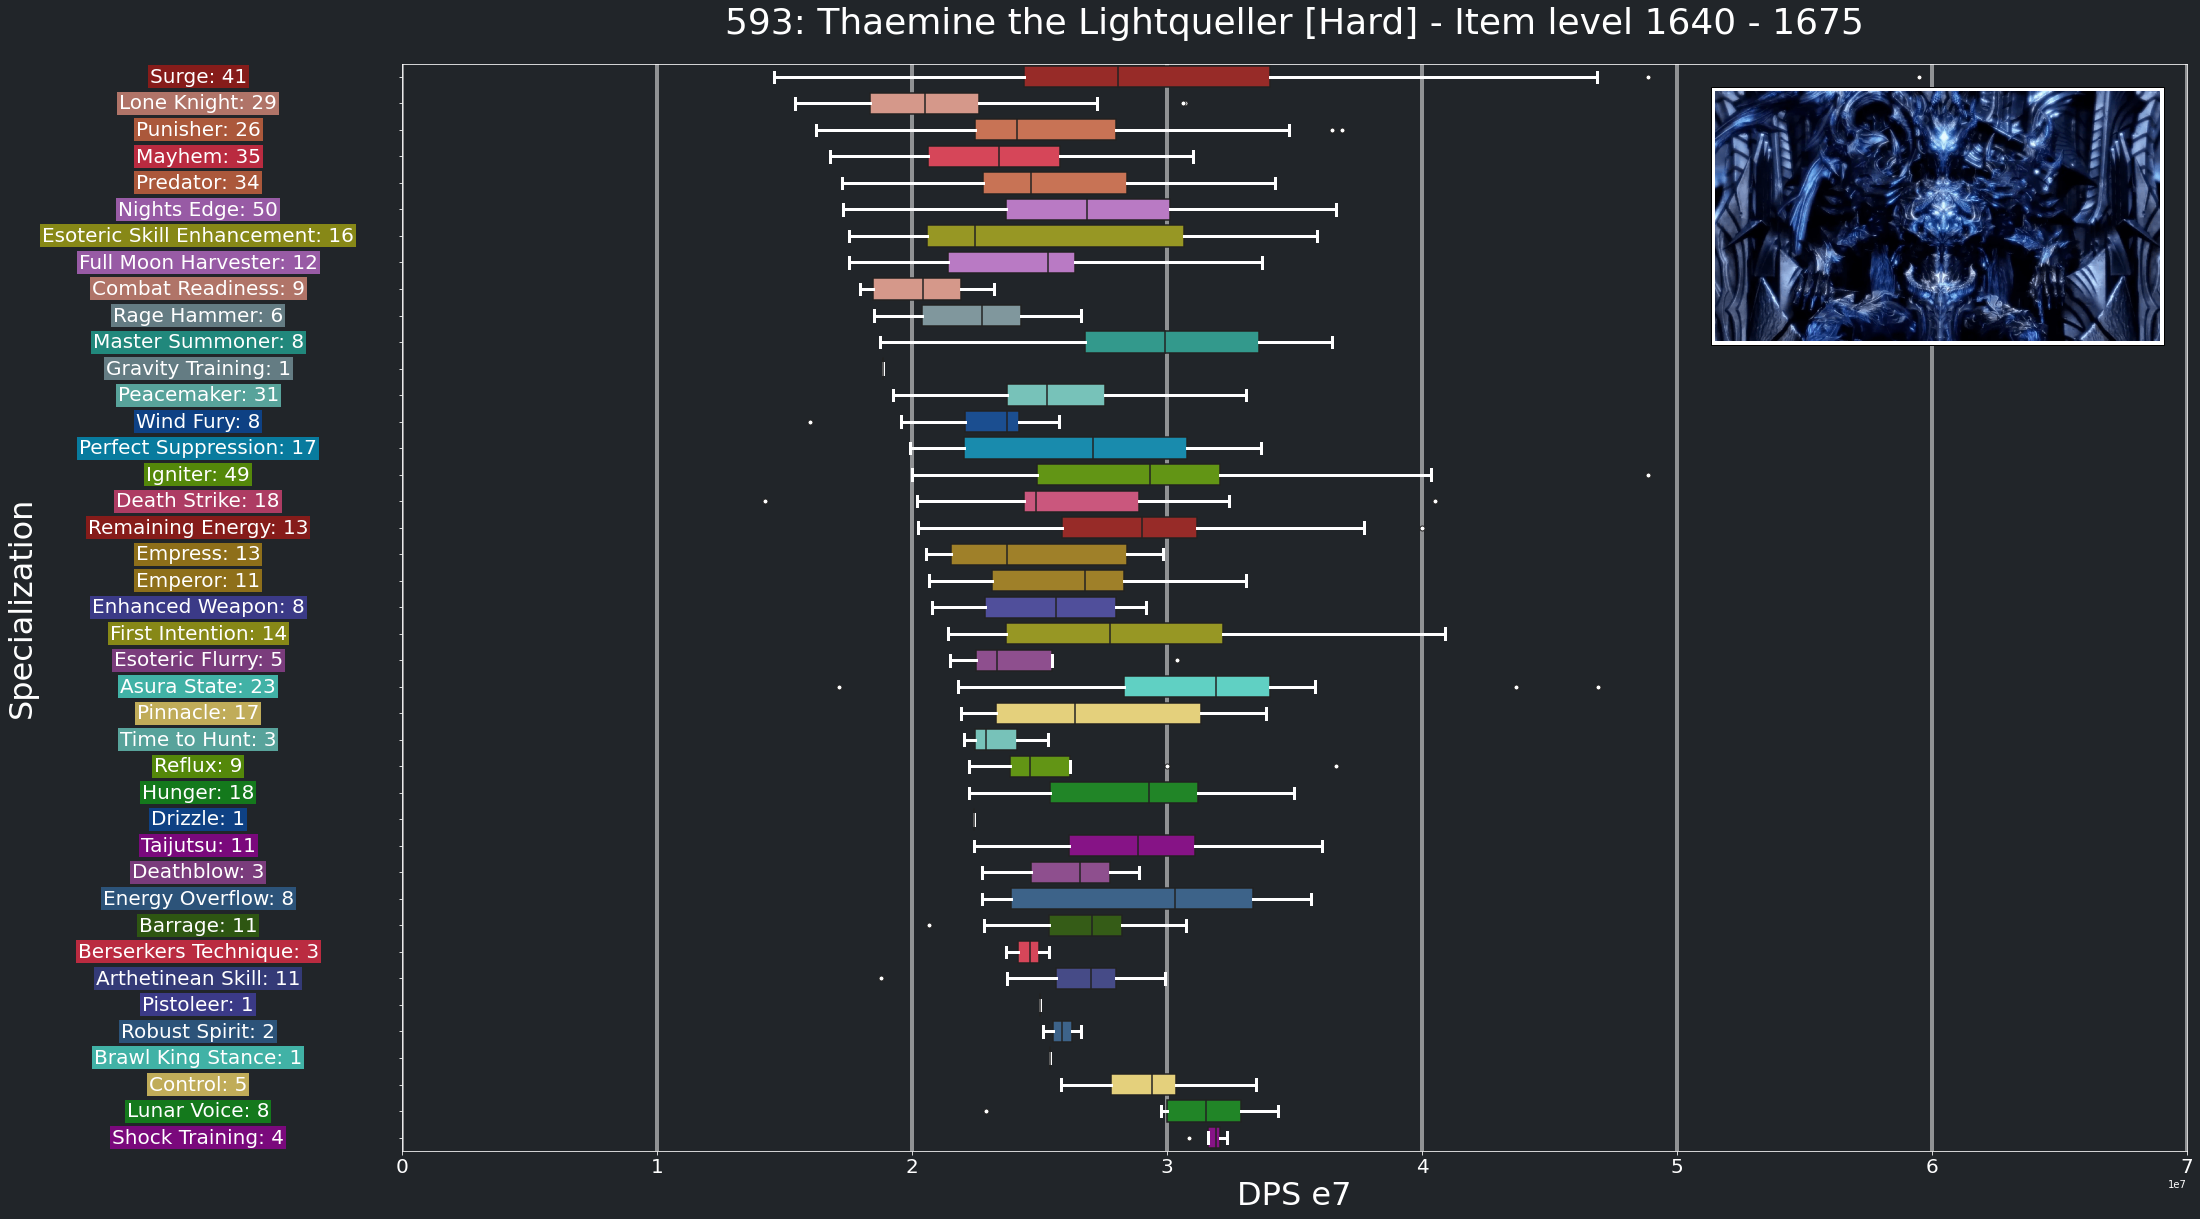 593: Thaemine the Lightqueller [Hard] - Item level 1640 - 1675
Specialization
Surge: 41
Lone Knight: 29
Punisher: 26
Mayhem: 35
Predator: 34
Nights Edge: 50
Esoteric Skill Enhancement: 16
Full Moon Harvester: 12
Combat Readiness: 9
Rage Hammer: 6
Master Summoner: 8
Gravity Training: 1
Peacemaker: 31
Wind Fury: 8
Perfect Suppression: 17
Igniter: 49
Death Strike: 18
Remaining Energy: 13
Empress: 13
Emperor: 11
Enhanced Weapon: 8
First Intention: 14
Esoteric Flurry: 5
Asura State: 23
Pinnacle: 17
Time to Hunt: 3
Reflux: 9
Hunger: 18
Drizzle: 1
Taijutsu: 11
Deathblow: 3
Energy Overflow: 8
Barrage: 11
Berserkers Technique: 3
Arthetinean Skill: 11
Pistoleer: 1
Robust Spirit: 2
Brawl King Stance: 1
Control: 5
Lunar Voice: 8
Shock Training: 4
0 1 2 3 4 5 6 7
1e7
DPS e7